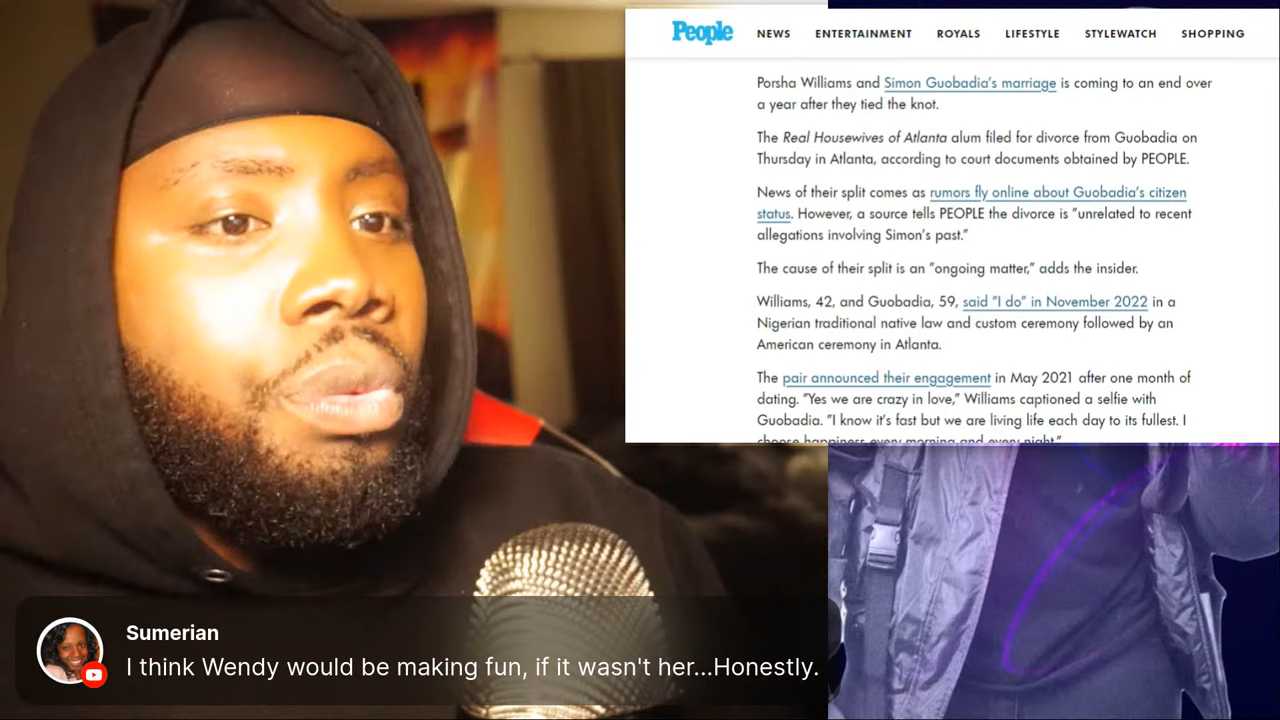 People
NEWS
ENTERTAINMENT
ROYALS
LIFESTYLE
STYLEWATCH
SHOPPING
Porsha Williams and Simon Guobadia's marriage is coming to an end over
a year after they tied the knot.
The Real Housewives of Atlanta alum filed for divorce from Guobadia on
Thursday in Atlanta, according to court documents obtained by PEOPLE.
News of their split comes as rumors fly online about Guobadia's citizen
status. However, a source tells PEOPLE the divorce is "unrelated to recent
allegations involving Simon's past."
The cause of their split is an "ongoing matter," adds the insider.
Williams, 42, and Guobadia, 59, said "I do" in November 2022 in a
Nigerian traditional native law and custom ceremony followed by an
American ceremony in Atlanta.
The pair announced their engagement in May 2021 after one month of
dating. "Yes we are crazy in love," Williams captioned a selfie with
Guobadia. "I know it's fast but we are living life each day to its fullest. I
choose happiness every morning and every night."
Sumerian
I think Wendy would be making fun, if it wasn't her...Honestly.